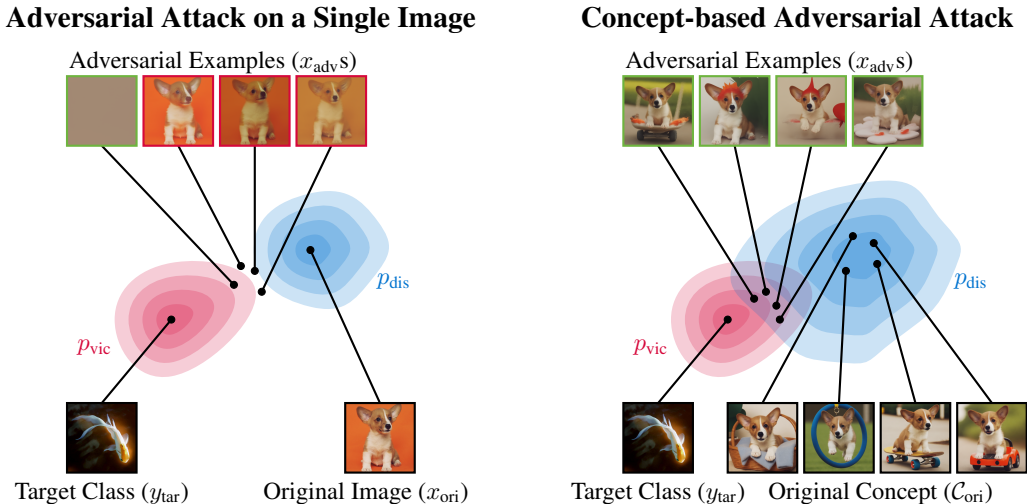 Adversarial Attack on a Single Image
Adversarial Examples (x_adv s)
p_dis
p_vic
Target Class (y_tar)
Original Image (x_ori)
Concept-based Adversarial Attack
Adversarial Examples (x_adv s)
p_dis
p_vic
Target Class (y_tar)
Original Concept (𝒞_ori)